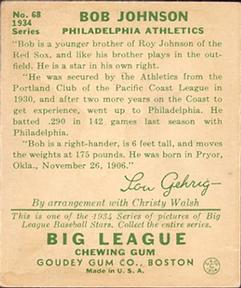 No. 68
1934
Series
BOB JOHNSON
PHILADELPHIA ATHLETICS
"Bob is a younger brother of Roy Johnson of the
Red Sox, and like his brother plays in the out-
field. He is a star in his own right.
"He was secured by the Athletics from the
Portland Club of the Pacific Coast League in
1930, and after two more years on the Coast to
get experience, went up to Philadelphia. He
batted .290 in 142 games last season with
Philadelphia.
"Bob is a right-hander, is 6 feet tall, and moves
the weights at 175 pounds. He was born in Pryor,
Okla., November 26, 1906."
Lou Gehrig
By arrangement with Christy Walsh
This is one of the 1934 Series of pictures of Big
League Baseball Stars. Collect the entire series.
BIG LEAGUE
CHEWING GUM
GOUDEY GUM CO., BOSTON
Made in U. S. A.